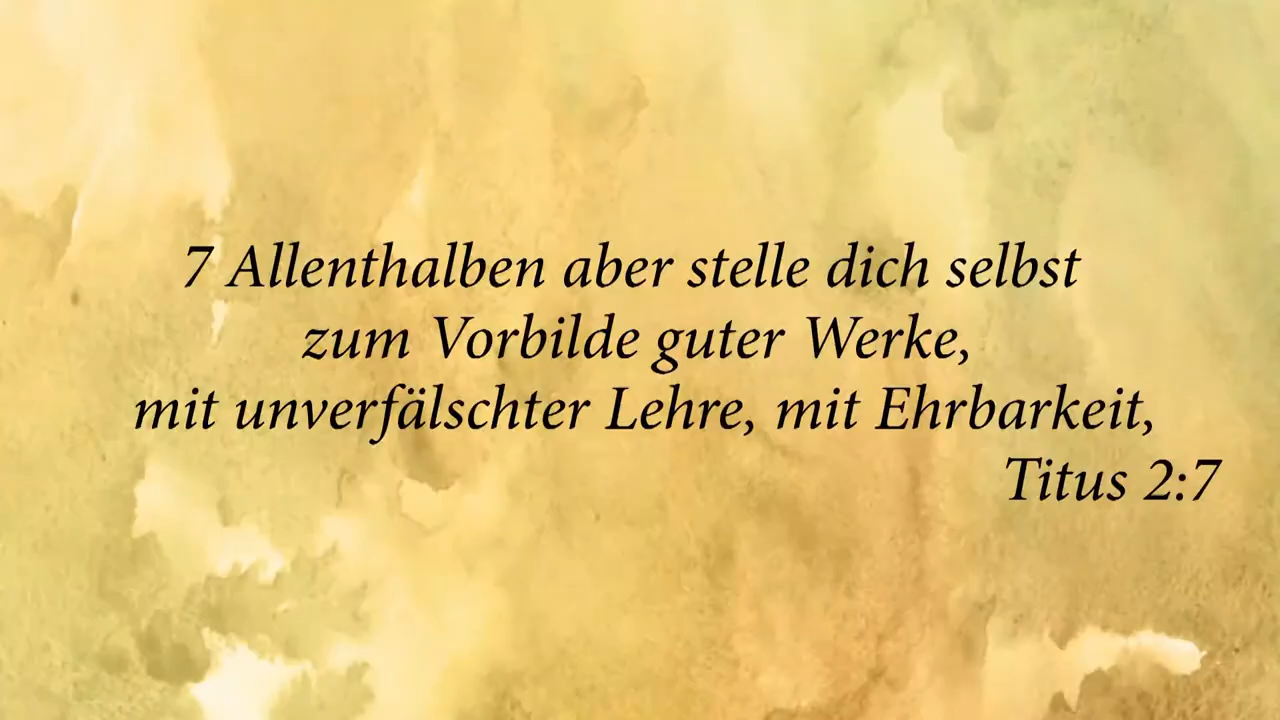 7 Allenthalben aber stelle dich selbst
zum Vorbilde guter Werke,
mit unverfälschter Lehre, mit Ehrbarkeit,
Titus 2:7